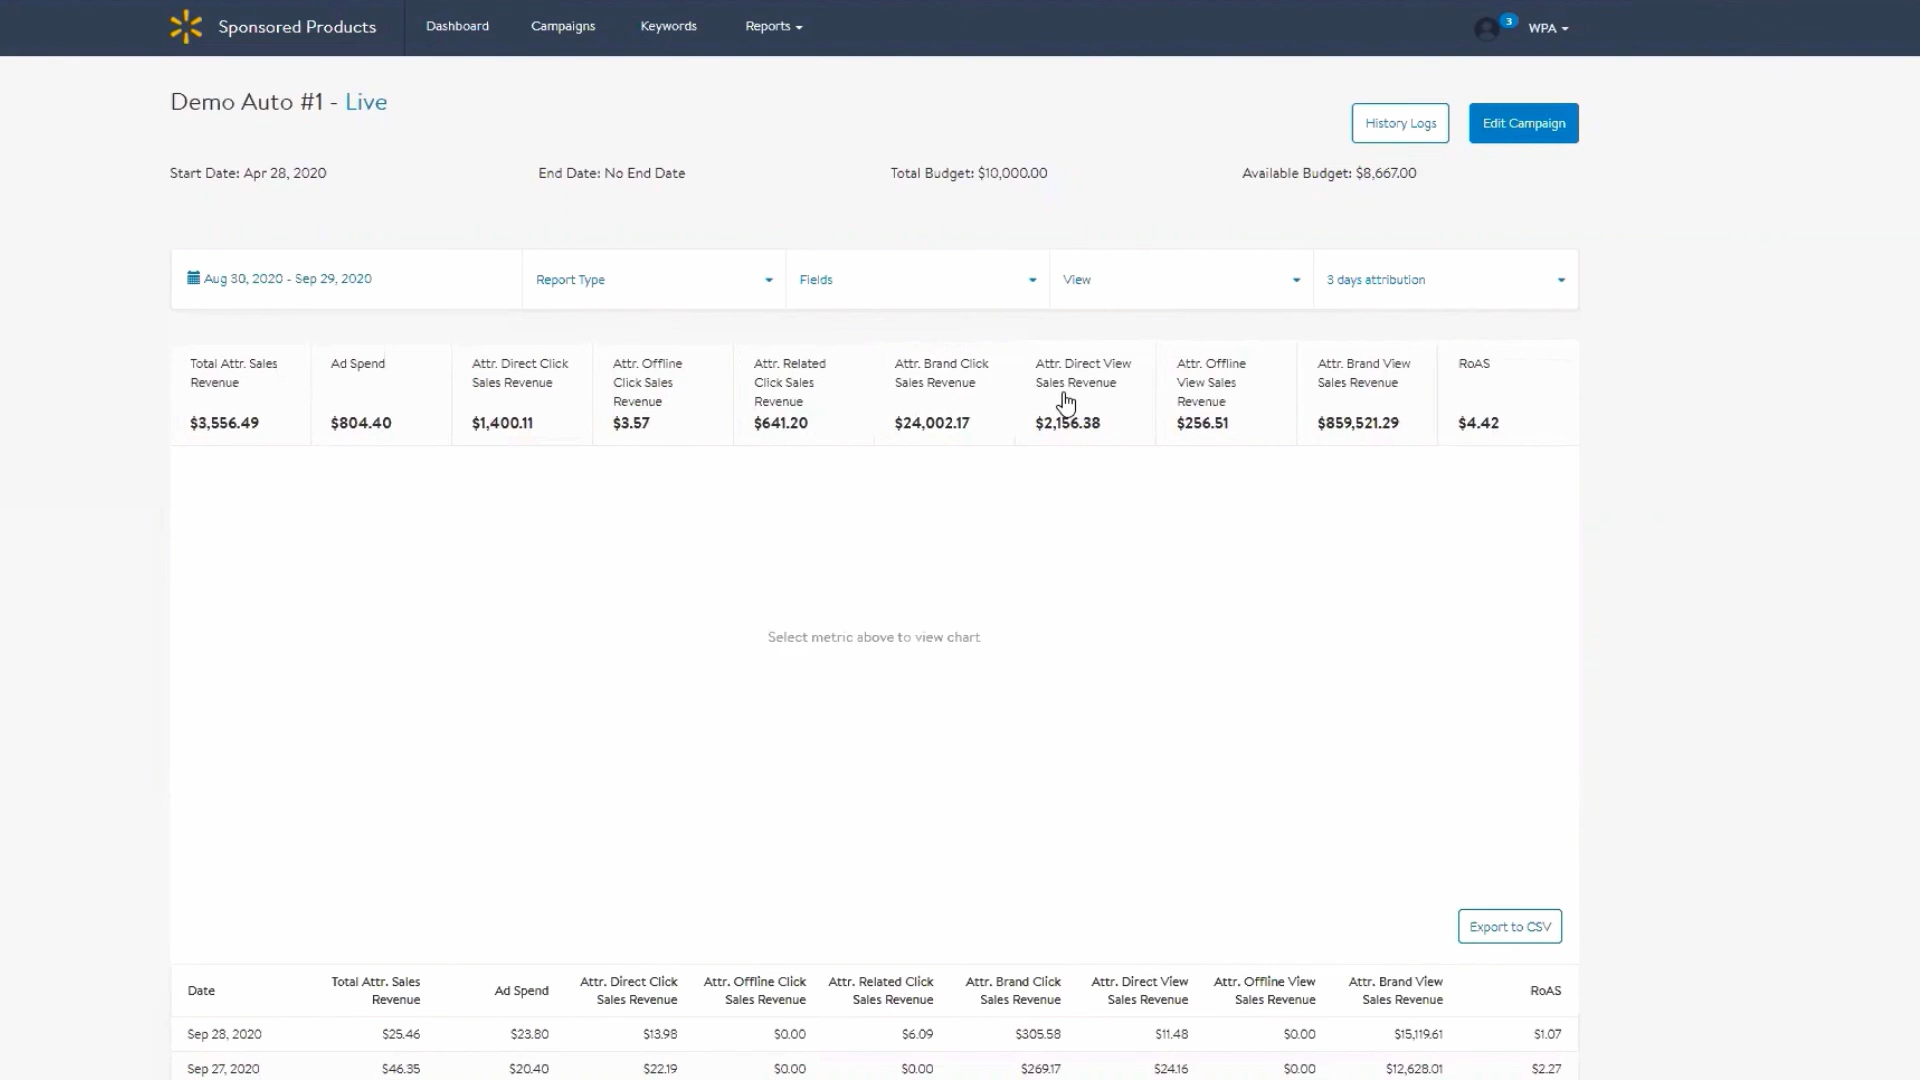 Sponsored Products
Dashboard
Campaigns
Keywords
Reports
3
WPA
Demo Auto #1 - Live
History Logs
Edit Campaign
Start Date: Apr 28, 2020
End Date: No End Date
Total Budget: $10,000.00
Available Budget: $8,667.00
Aug 30, 2020 - Sep 29, 2020
Report Type
Fields
View
3 days attribution
Total Attr. Sales
Revenue
$3,556.49
Ad Spend
$804.40
Attr. Direct Click
Sales Revenue
$1,400.11
Attr. Offline
Click Sales
Revenue
$3.57
Attr. Related
Click Sales
Revenue
$641.20
Attr. Brand Click
Sales Revenue
$24,002.17
Attr. Direct View
Sales Revenue
$2,156.38
Attr. Offline
View Sales
Revenue
$256.51
Attr. Brand View
Sales Revenue
$859,521.29
RoAS
$4.42
Select metric above to view chart
Export to CSV
Date
Total Attr. Sales
Revenue
Ad Spend
Attr. Direct Click
Sales Revenue
Attr. Offline Click
Sales Revenue
Attr. Related Click
Sales Revenue
Attr. Brand Click
Sales Revenue
Attr. Direct View
Sales Revenue
Attr. Offline View
Sales Revenue
Attr. Brand View
Sales Revenue
RoAS
Sep 28, 2020 $25.46 $23.80 $13.98 $0.00 $6.09 $305.58 $11.48 $0.00 $15,119.61 $1.07
Sep 27, 2020 $46.35 $20.40 $22.19 $0.00 $0.00 $269.17 $24.16 $0.00 $12,628.01 $2.27